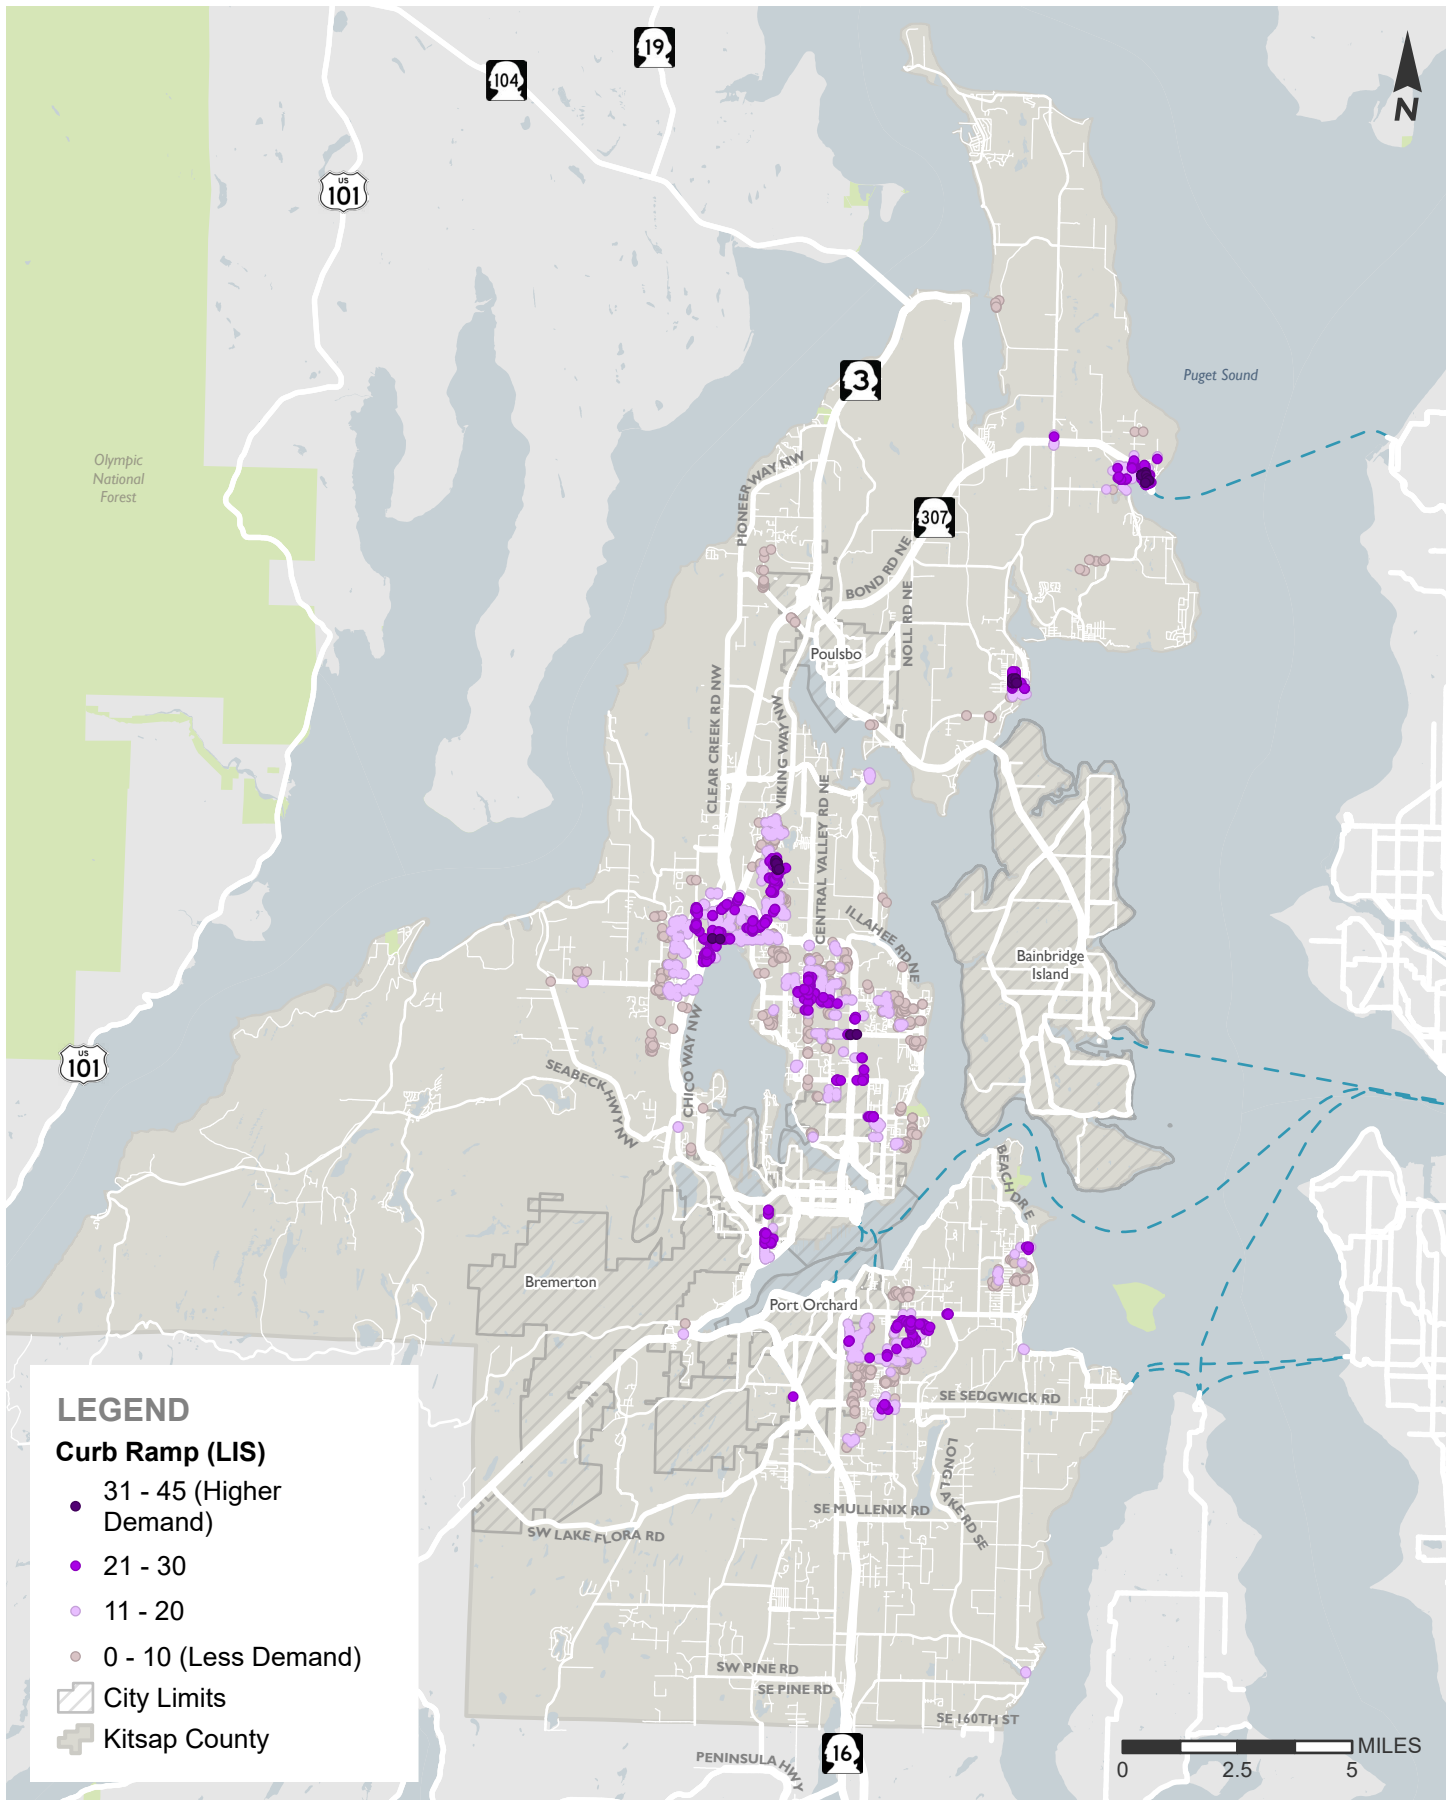 19
104
N
US
101
3
Puget Sound
Olympic
National
Forest
PIONEER WAY NW
307
BOND RD NE
NOLL RD NE
Poulsbo
CLEAR CREEK RD NW
VIKING WAY NW
CENTRAL VALLEY RD NE
ILLAHEE RD NE
Bainbridge
Island
US
101
CHICO WAY NW
SEABECK HWY NW
BEACH DR E
Bremerton
Port Orchard
SE SEDGWICK RD
LONG LAKE RD SE
SE MULLENIX RD
SW LAKE FLORA RD
SW PINE RD
SE PINE RD
SE 160TH ST
PENINSULA HWY
16
LEGEND
Curb Ramp (LIS)
31 - 45 (Higher
Demand)
21 - 30
11 - 20
0 - 10 (Less Demand)
City Limits
Kitsap County
MILES
0 2.5 5